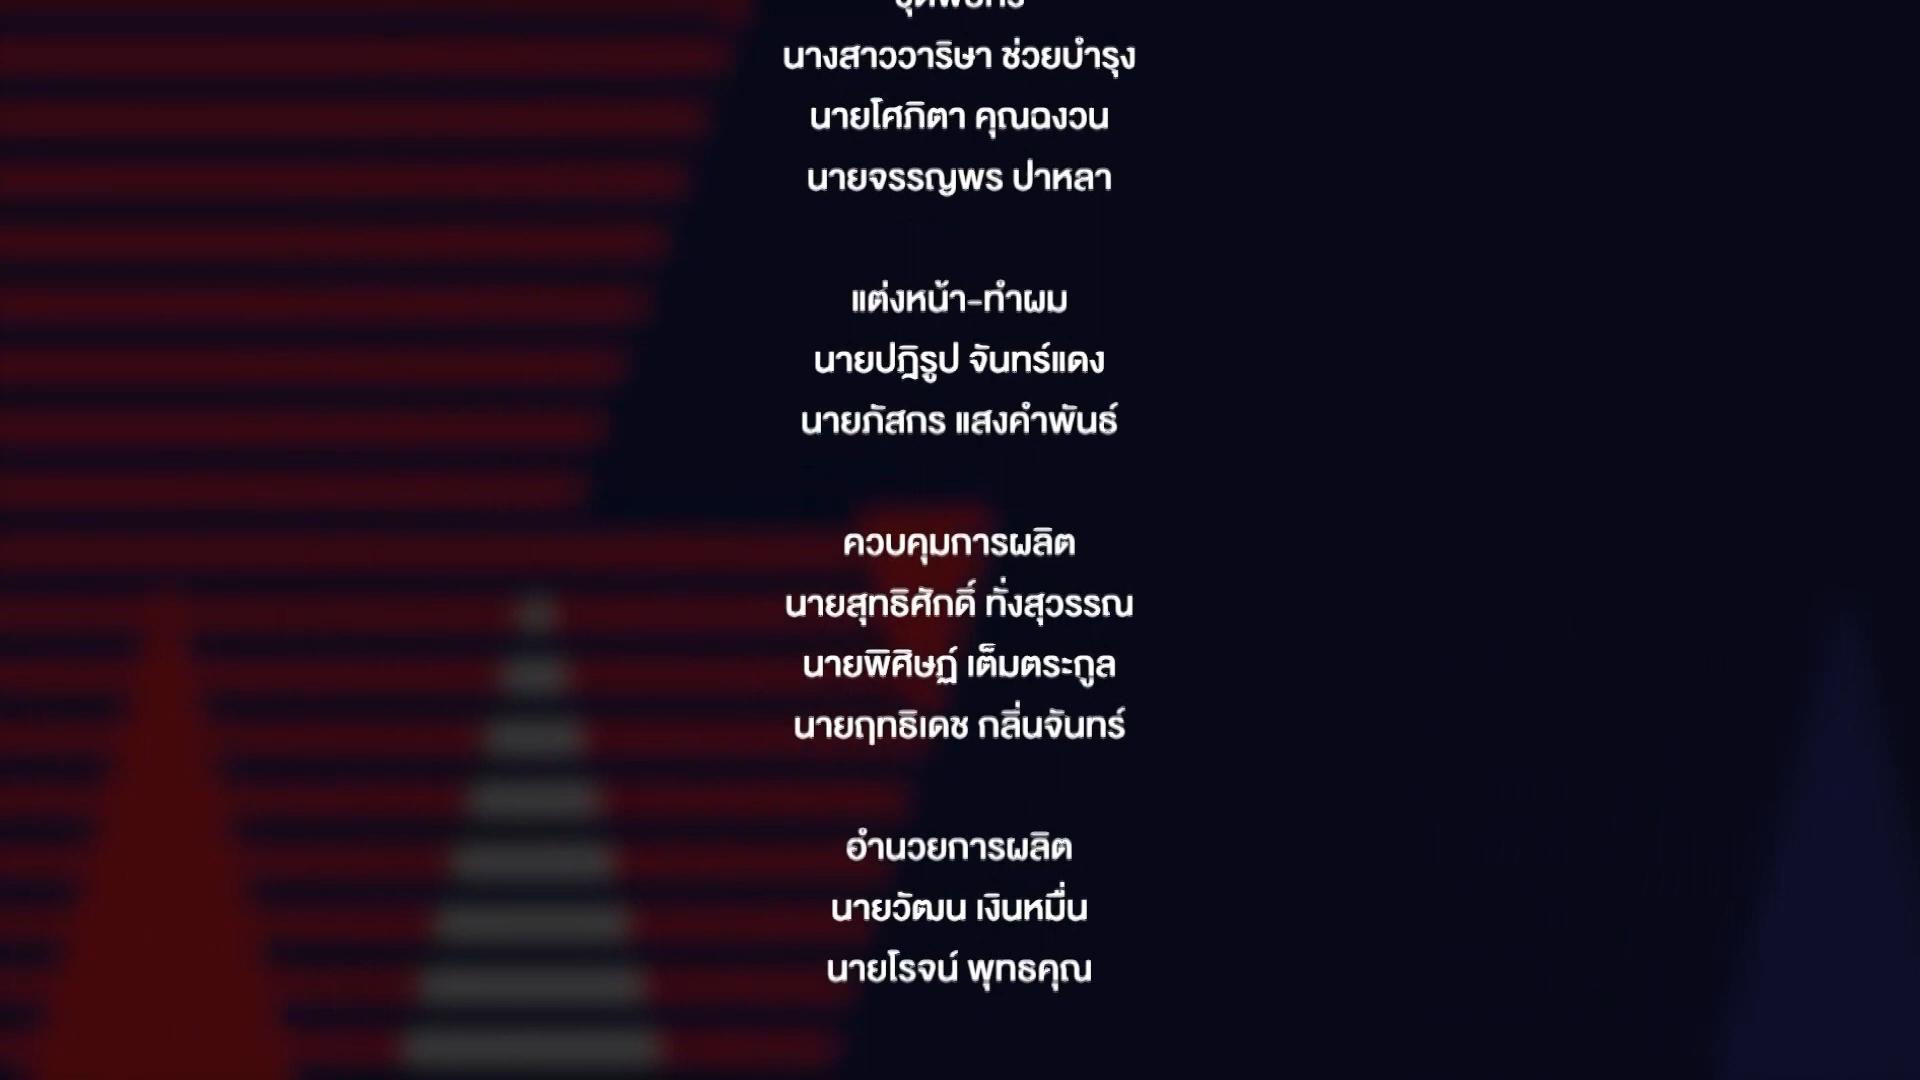 นางสาววาริษา ช่วยบำรุง
นายโศภิตา คุณฉงวน
นายจรรญพร ปาหลา
แต่งหน้า-ทำผม
นายปฎิรูป จันทร์แดง
นายภัสกร แสงคำพันธ์
ควบคุมการผลิต
นายสุทธิศักดิ์ ทั่งสุวรรณ
นายพิศิษฏ์ เต็มตระกูล
นายฤทธิเดช กลิ่นจันทร์
อำนวยการผลิต
นายวัฒน เงินหมื่น
นายโรจน์ พุทธคุณ